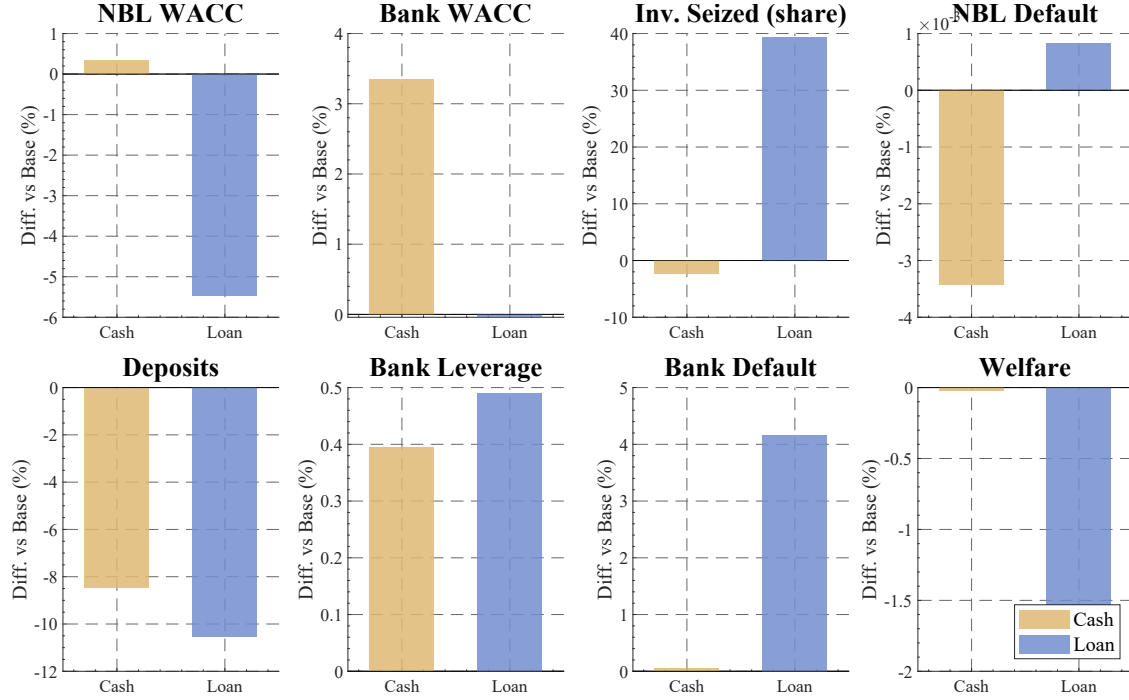 NBL WACC
Diff. vs Base (%)
1
0
-1
-2
-3
-4
-5
-6
Cash Loan
Bank WACC
Diff. vs Base (%)
4
3
2
1
0
Cash Loan
Inv. Seized (share)
Diff. vs Base (%)
40
30
20
10
0
-10
Cash Loan
NBL Default
Diff. vs Base (%)
1
0
-1
-2
-3
-4
Cash Loan
Deposits
Diff. vs Base (%)
0
-2
-4
-6
-8
-10
-12
Cash Loan
Bank Leverage
Diff. vs Base (%)
0.5
0.4
0.3
0.2
0.1
0
Cash Loan
Bank Default
Diff. vs Base (%)
5
4
3
2
1
0
Cash Loan
Welfare
Diff. vs Base (%)
0
-0.5
-1
-1.5
-2
Cash Loan
Cash
Loan